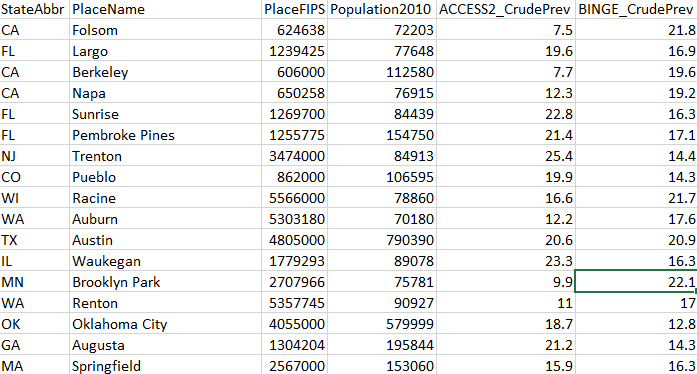 StateAbbr PlaceName PlaceFIPS Population2010 ACCESS2_CrudePrev BINGE_CrudePrev
CA Folsom 624638 72203 7.5 21.8
FL Largo 1239425 77648 19.6 16.9
CA Berkeley 606000 112580 7.7 19.6
CA Napa 650258 76915 12.3 19.2
FL Sunrise 1269700 84439 22.8 16.3
FL Pembroke Pines 1255775 154750 21.4 17.1
NJ Trenton 3474000 84913 25.4 14.4
CO Pueblo 862000 106595 19.9 14.3
WI Racine 5566000 78860 16.6 21.7
WA Auburn 5303180 70180 12.2 17.6
TX Austin 4805000 790390 20.6 20.9
IL Waukegan 1779293 89078 23.3 16.3
MN Brooklyn Park 2707966 75781 9.9 22.1
WA Renton 5357745 90927 11 17
OK Oklahoma City 4055000 579999 18.7 12.8
GA Augusta 1304204 195844 21.2 14.3
MA Springfield 2567000 153060 15.9 16.3